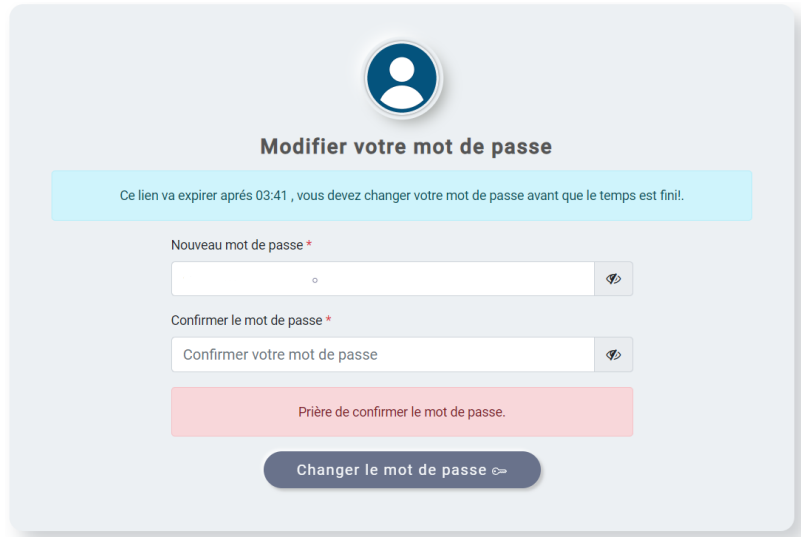 Modifier votre mot de passe
Ce lien va expirer aprés 03:41 , vous devez changer votre mot de passe avant que le temps est fini!.
Nouveau mot de passe *
Confirmer le mot de passe *
Confirmer votre mot de passe
Prière de confirmer le mot de passe.
Changer le mot de passe